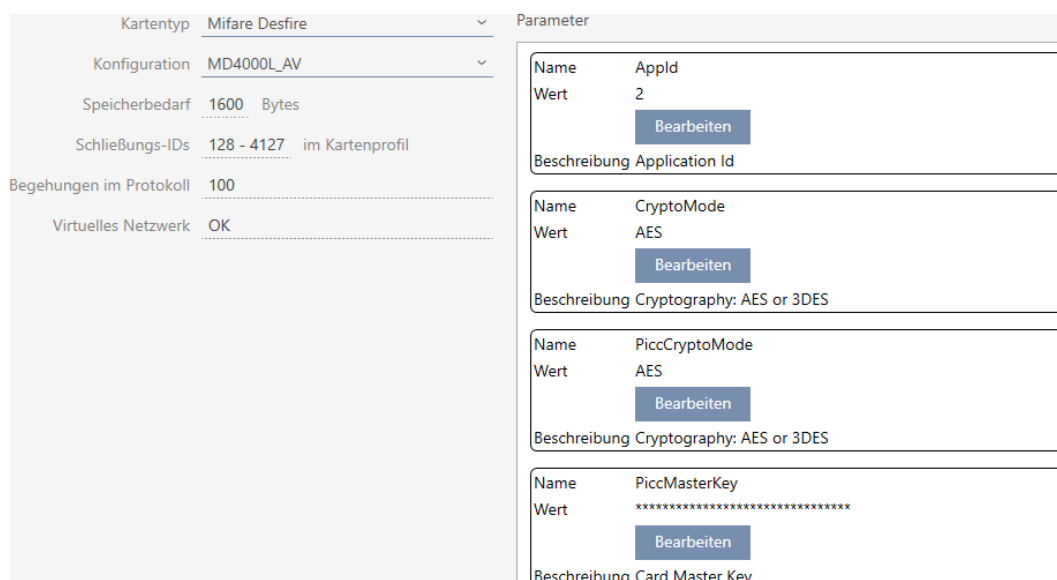 Kartentyp Mifare Desfire
Konfiguration MD4000L_AV
Speicherbedarf 1600 Bytes
Schließungs-IDs 128 - 4127 im Kartenprofil
Begehungen im Protokoll 100
Virtuelles Netzwerk OK
Parameter
Name AppId
Wert 2
Bearbeiten
Beschreibung Application Id
Name CryptoMode
Wert AES
Bearbeiten
Beschreibung Cryptography: AES or 3DES
Name PiccCryptoMode
Wert AES
Bearbeiten
Beschreibung Cryptography: AES or 3DES
Name PiccMasterKey
Wert ********************************
Bearbeiten
Beschreibung Card Master Key